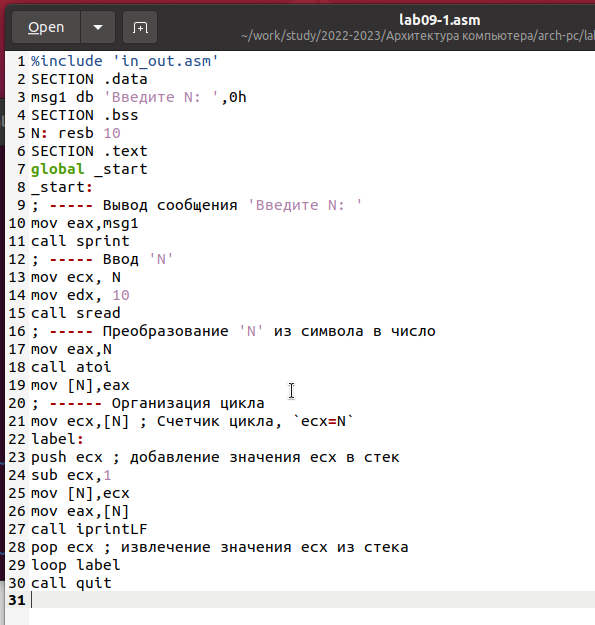 Open
lab09-1.asm
~/work/study/2022-2023/Архитектура компьютера/arch-pc/lal
1 %include 'in_out.asm'
2 SECTION .data
3 msg1 db 'Введите N: ',0h
4 SECTION .bss
5 N: resb 10
6 SECTION .text
7 global _start
8 _start:
9 ; ----- Вывод сообщения 'Введите N: '
10 mov eax,msg1
11 call sprint
12 ; ----- Ввод 'N'
13 mov ecx, N
14 mov edx, 10
15 call sread
16 ; ----- Преобразование 'N' из символа в число
17 mov eax,N
18 call atoi
19 mov [N],eax
20 ; ------ Организация цикла
21 mov ecx,[N] ; Счетчик цикла, `ecx=N`
22 label:
23 push ecx ; добавление значения ecx в стек
24 sub ecx,1
25 mov [N],ecx
26 mov eax,[N]
27 call iprintLF
28 pop ecx ; извлечение значения ecx из стека
29 loop label
30 call quit
31